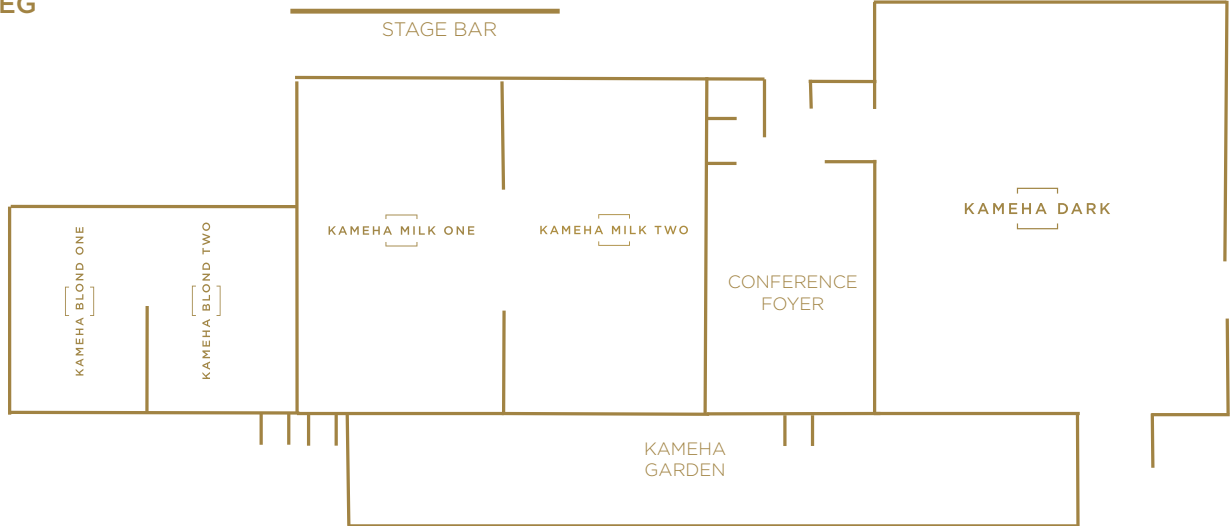 EG
STAGE BAR
KAMEHA MILK ONE
KAMEHA MILK TWO
KAMEHA DARK
KAMEHA BLOND ONE
KAMEHA BLOND TWO
CONFERENCE
FOYER
KAMEHA
GARDEN